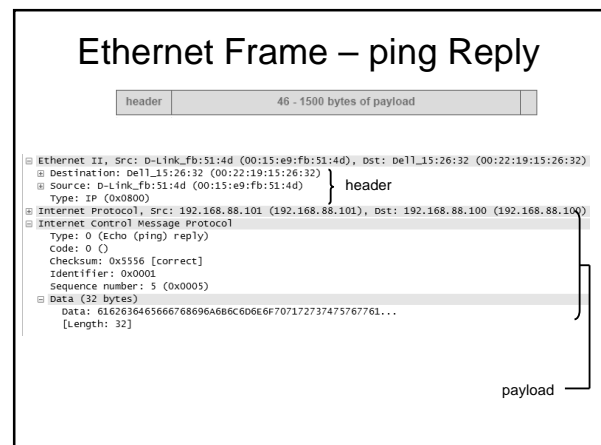 Ethernet Frame – ping Reply
header 46 - 1500 bytes of payload
Ethernet II, Src: D-Link_fb:51:4d (00:15:e9:fb:51:4d), Dst: Dell_15:26:32 (00:22:19:15:26:32)
Destination: Dell_15:26:32 (00:22:19:15:26:32)
Source: D-Link_fb:51:4d (00:15:e9:fb:51:4d)
Type: IP (0x0800)
header
Internet Protocol, Src: 192.168.88.101 (192.168.88.101), Dst: 192.168.88.100 (192.168.88.100)
Internet Control Message Protocol
Type: 0 (Echo (ping) reply)
Code: 0 ()
Checksum: 0x5556 [correct]
Identifier: 0x0001
Sequence number: 5 (0x0005)
Data (32 bytes)
Data: 6162636465666768696A6B6C6D6E6F707172737475767761...
[Length: 32]
payload